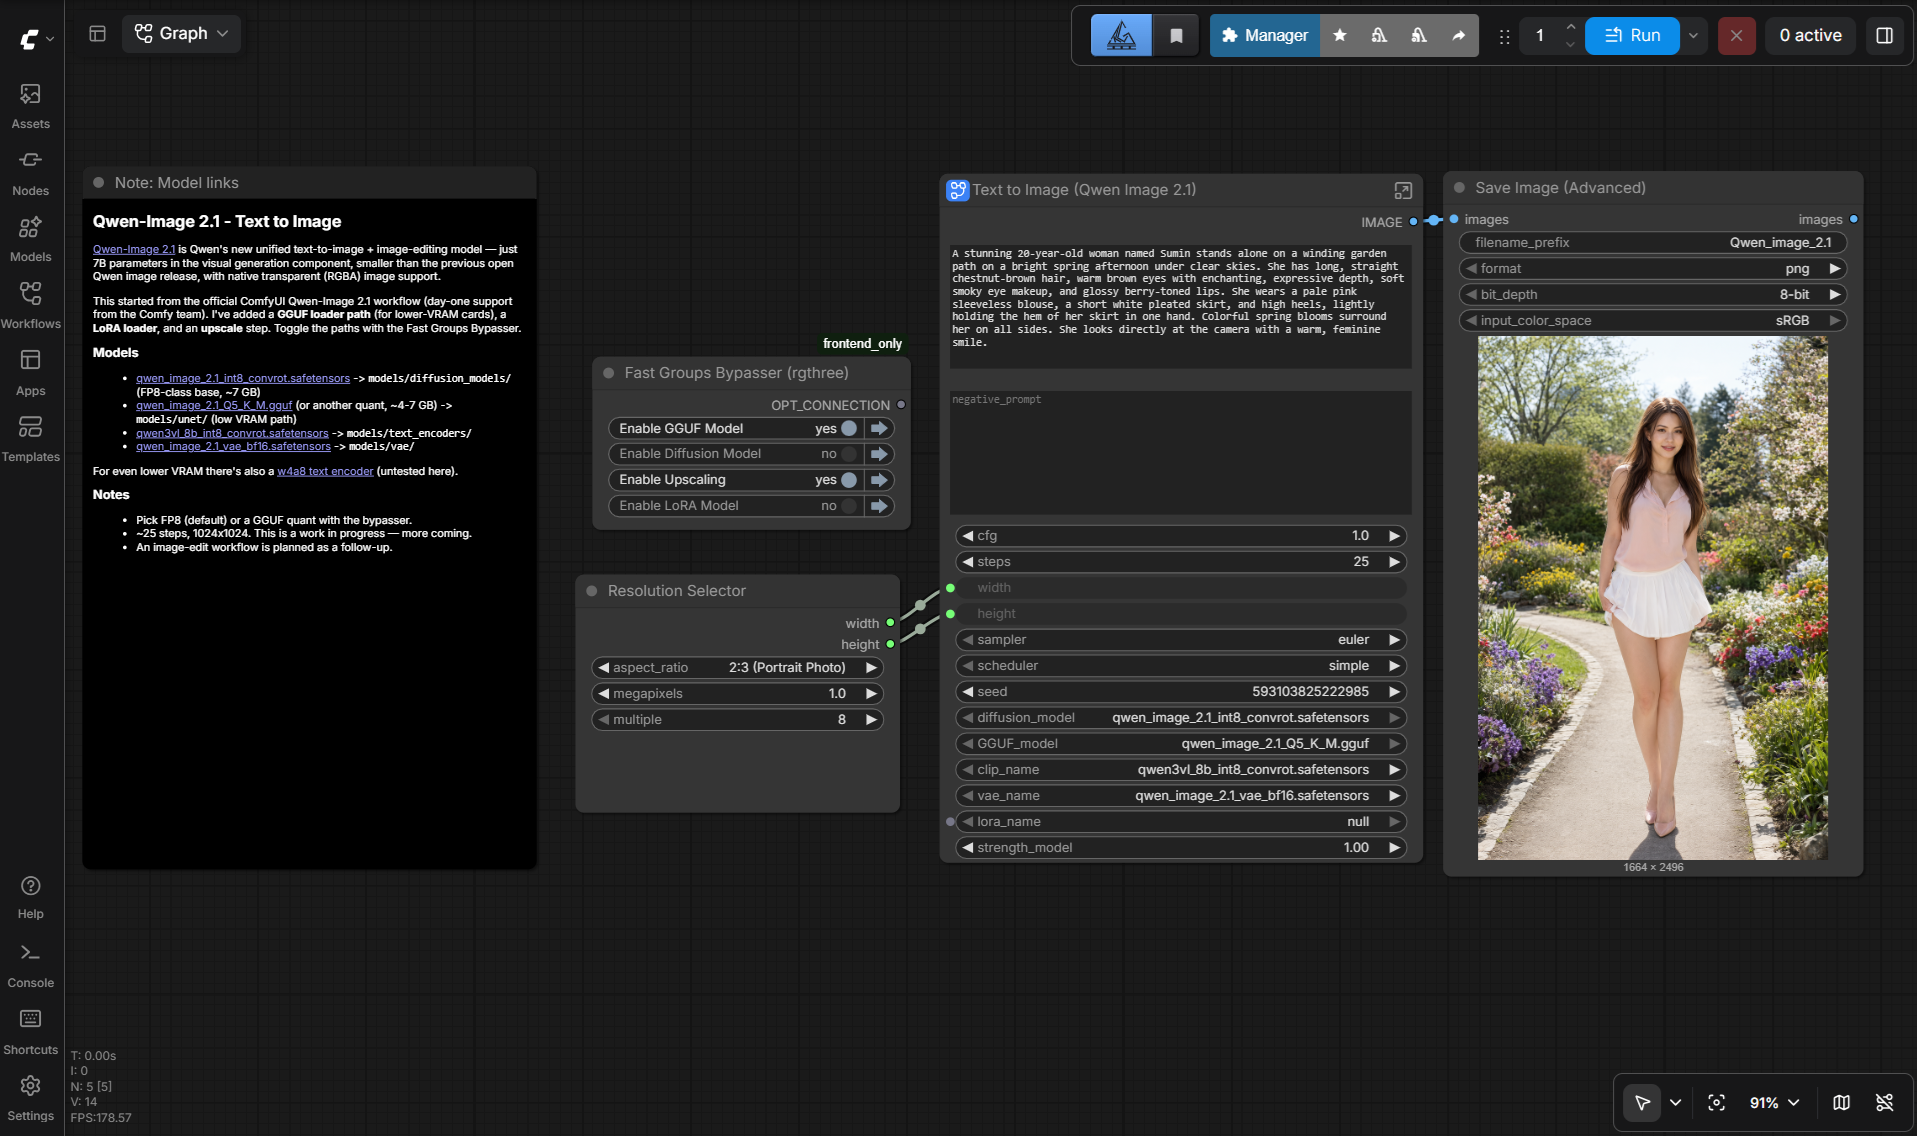 Graph
Manager
1
Run
0 active
Assets
Nodes
Models
Workflows
Apps
Templates
Help
Console
Shortcuts
Settings
Note: Model links
Qwen-Image 2.1 - Text to Image
Qwen-Image 2.1 is Qwen's new unified text-to-image + image-editing model — just
7B parameters in the visual generation component, smaller than the previous open
Qwen image release, with native transparent (RGBA) image support.
This started from the official ComfyUI Qwen-Image 2.1 workflow (day-one support
from the Comfy team). I've added a GGUF loader path (for lower-VRAM cards), a
LoRA loader, and an upscale step. Toggle the paths with the Fast Groups Bypasser.
Models
• qwen_image_2.1_int8_convrot.safetensors -> models/diffusion_models/
(FP8-class base, ~7 GB)
• qwen_image_2.1_Q5_K_M.gguf (or another quant, ~4-7 GB) ->
models/unet/ (low VRAM path)
• qwen3vl_8b_int8_convrot.safetensors -> models/text_encoders/
• qwen_image_2.1_vae_bf16.safetensors -> models/vae/
For even lower VRAM there's also a w4a8 text encoder (untested here).
Notes
• Pick FP8 (default) or a GGUF quant with the bypasser.
• ~25 steps, 1024x1024. This is a work in progress — more coming.
• An image-edit workflow is planned as a follow-up.
frontend_only
Fast Groups Bypasser (rgthree)
OPT_CONNECTION
Enable GGUF Model yes
Enable Diffusion Model no
Enable Upscaling yes
Enable LoRA Model no
Resolution Selector
width
height
aspect_ratio 2:3 (Portrait Photo)
megapixels 1.0
multiple 8
Text to Image (Qwen Image 2.1)
IMAGE
A stunning 20-year-old woman named Sumin stands alone on a winding garden
path on a bright spring afternoon under clear skies. She has long, straight
chestnut-brown hair, warm brown eyes with enchanting, expressive depth, soft
smoky eye makeup, and glossy berry-toned lips. She wears a pale pink
sleeveless blouse, a short white pleated skirt, and high heels, lightly
holding the hem of her skirt in one hand. Colorful spring blooms surround
her on all sides. She looks directly at the camera with a warm, feminine
smile.
negative_prompt
cfg 1.0
steps 25
width
height
sampler euler
scheduler simple
seed 593103825222985
diffusion_model qwen_image_2.1_int8_convrot.safetensors
GGUF_model qwen_image_2.1_Q5_K_M.gguf
clip_name qwen3vl_8b_int8_convrot.safetensors
vae_name qwen_image_2.1_vae_bf16.safetensors
lora_name null
strength_model 1.00
Save Image (Advanced)
images images
filename_prefix Qwen_image_2.1
format png
bit_depth 8-bit
input_color_space sRGB
1664 × 2496
T: 0.00s
I: 0
N: 5 [5]
V: 14
FPS:178.57
91%